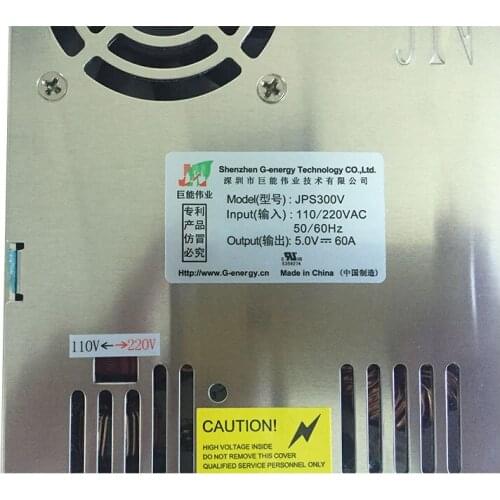 JIN
Shenzhen G-energy Technology CO.,Ltd.
深圳市巨能伟业技术有限公司
巨能伟业
专利产品仿冒必究
Model(型号): JPS300V
Input(输入): 110/220VAC
50/60Hz
Output(输出): 5.0V⎓60A
E354274
Http://www.G-energy.cn
Made in China (中国制造)
110V←→220V
CAUTION!
HIGH VOLTAGE INSIDE
DO NOT REMOVE THIS COVER
QUALIFIED SERVICE PERSONNEL ONLY